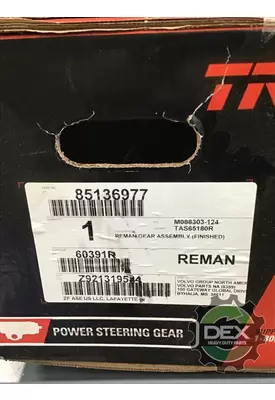 TR
85136977
1
M088303-124
TAS65180R
REMAN GEAR ASSEMBLY (FINISHED)
60391R
REMAN
VOLVO GROUP NORTH AMER
VOLVO PARTS NA
100 GATEWAY GLOBAL DRIVE
BYHALIA, MS.
ZF ASE US LLC, LAFAYETTE IN
POWER STEERING GEAR
DEX
HEAVY DUTY PARTS